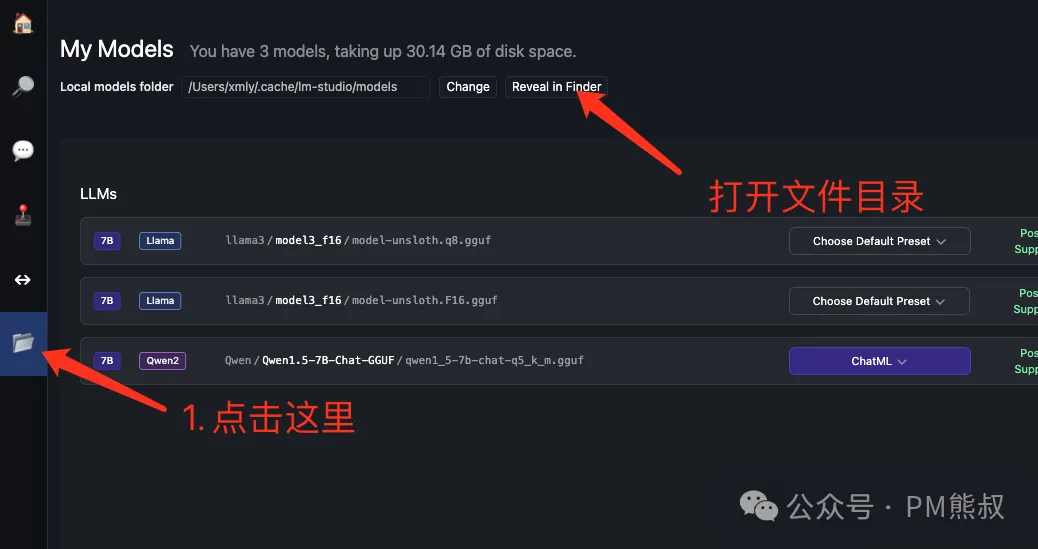 My Models You have 3 models, taking up 30.14 GB of disk space.
Local models folder /Users/xmly/.cache/lm-studio/models Change Reveal in Finder
打开文件目录
LLMs
7B Llama llama3/model3_f16/model-unsloth.q8.gguf Choose Default Preset Pos
Supp
7B Llama llama3/model3_f16/model-unsloth.F16.gguf Choose Default Preset Pos
Supp
7B Qwen2 Qwen/Qwen1.5-7B-Chat-GGUF/qwen1_5-7b-chat-q5_k_m.gguf ChatML Pos
Supp
1. 点击这里
公众号 · PM熊叔